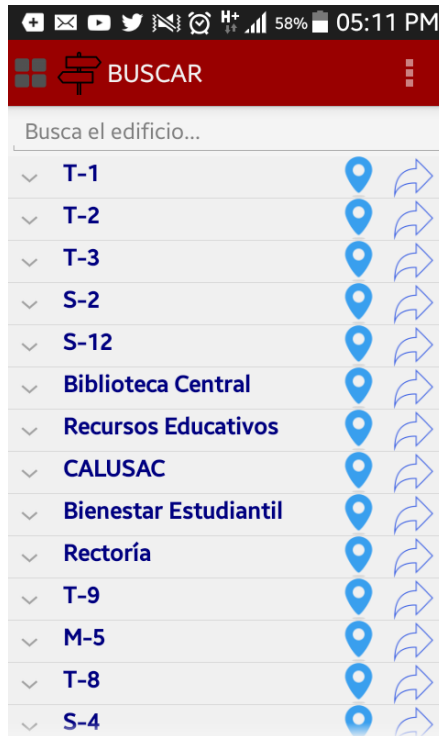 H+ 58% 05:11 PM
BUSCAR
Busca el edificio...
T-1
T-2
T-3
S-2
S-12
Biblioteca Central
Recursos Educativos
CALUSAC
Bienestar Estudiantil
Rectoría
T-9
M-5
T-8
S-4